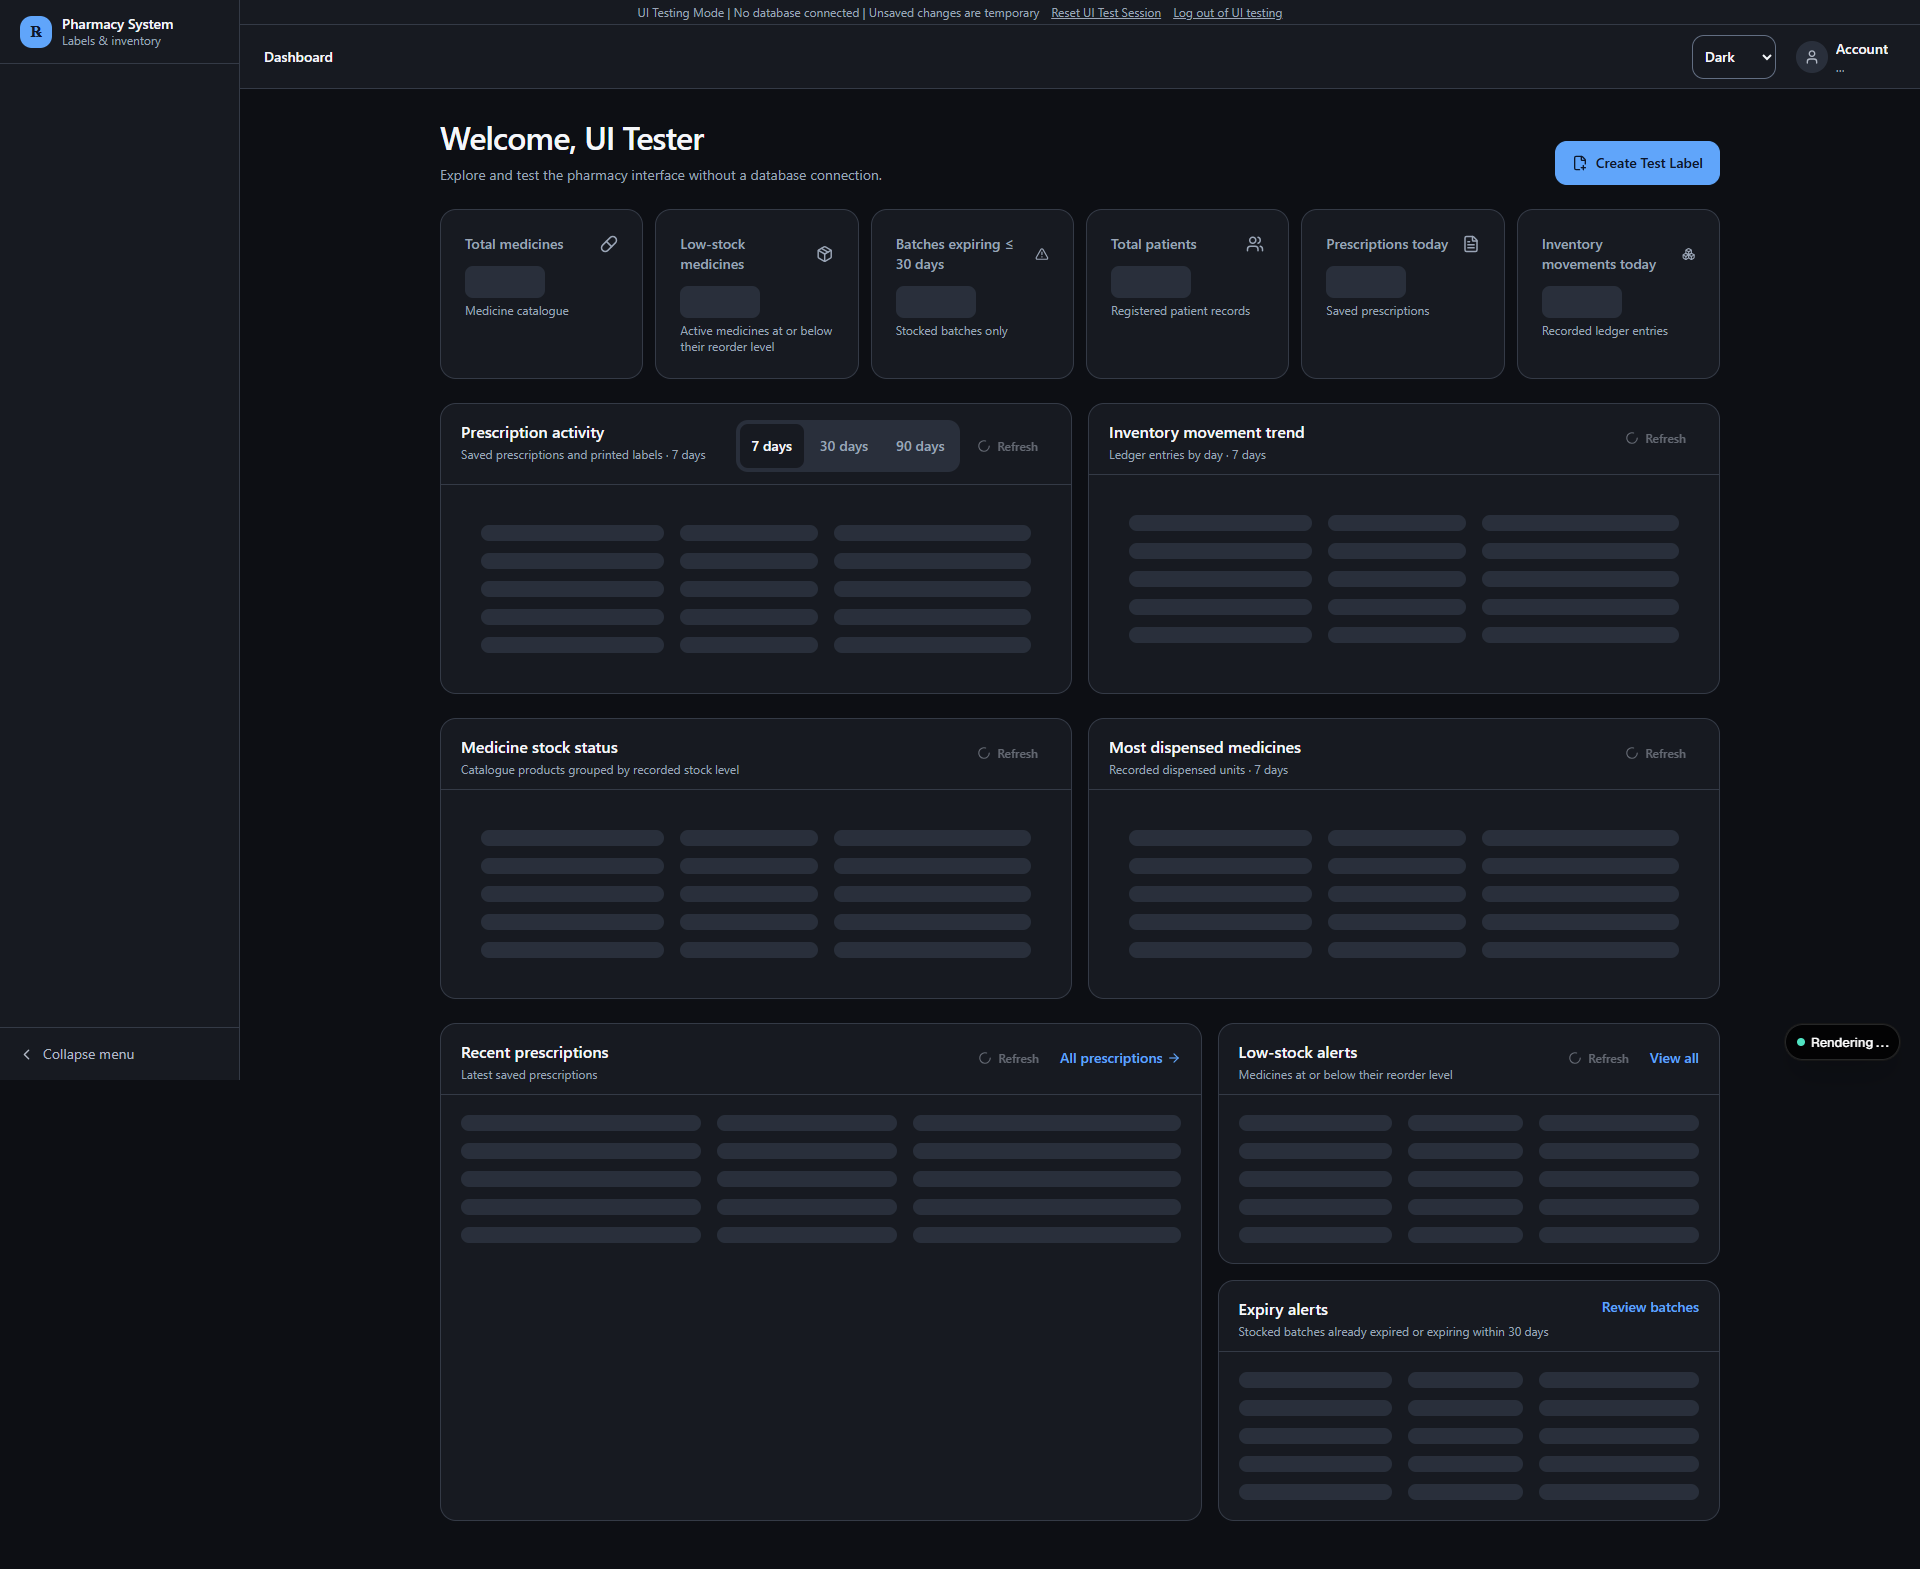 Pharmacy System
Labels & inventory
UI Testing Mode | No database connected | Unsaved changes are temporary Reset UI Test Session Log out of UI testing
Dashboard
Dark
Account
...
Welcome, UI Tester
Explore and test the pharmacy interface without a database connection.
Create Test Label
Total medicines
Medicine catalogue
Low-stock
medicines
Active medicines at or below
their reorder level
Batches expiring ≤
30 days
Stocked batches only
Total patients
Registered patient records
Prescriptions today
Saved prescriptions
Inventory
movements today
Recorded ledger entries
Prescription activity
Saved prescriptions and printed labels · 7 days
7 days 30 days 90 days
Refresh
Inventory movement trend
Ledger entries by day · 7 days
Refresh
Medicine stock status
Catalogue products grouped by recorded stock level
Refresh
Most dispensed medicines
Recorded dispensed units · 7 days
Refresh
Recent prescriptions
Latest saved prescriptions
Refresh
All prescriptions →
Low-stock alerts
Medicines at or below their reorder level
Refresh
View all
Expiry alerts
Stocked batches already expired or expiring within 30 days
Review batches
Collapse menu
Rendering ...